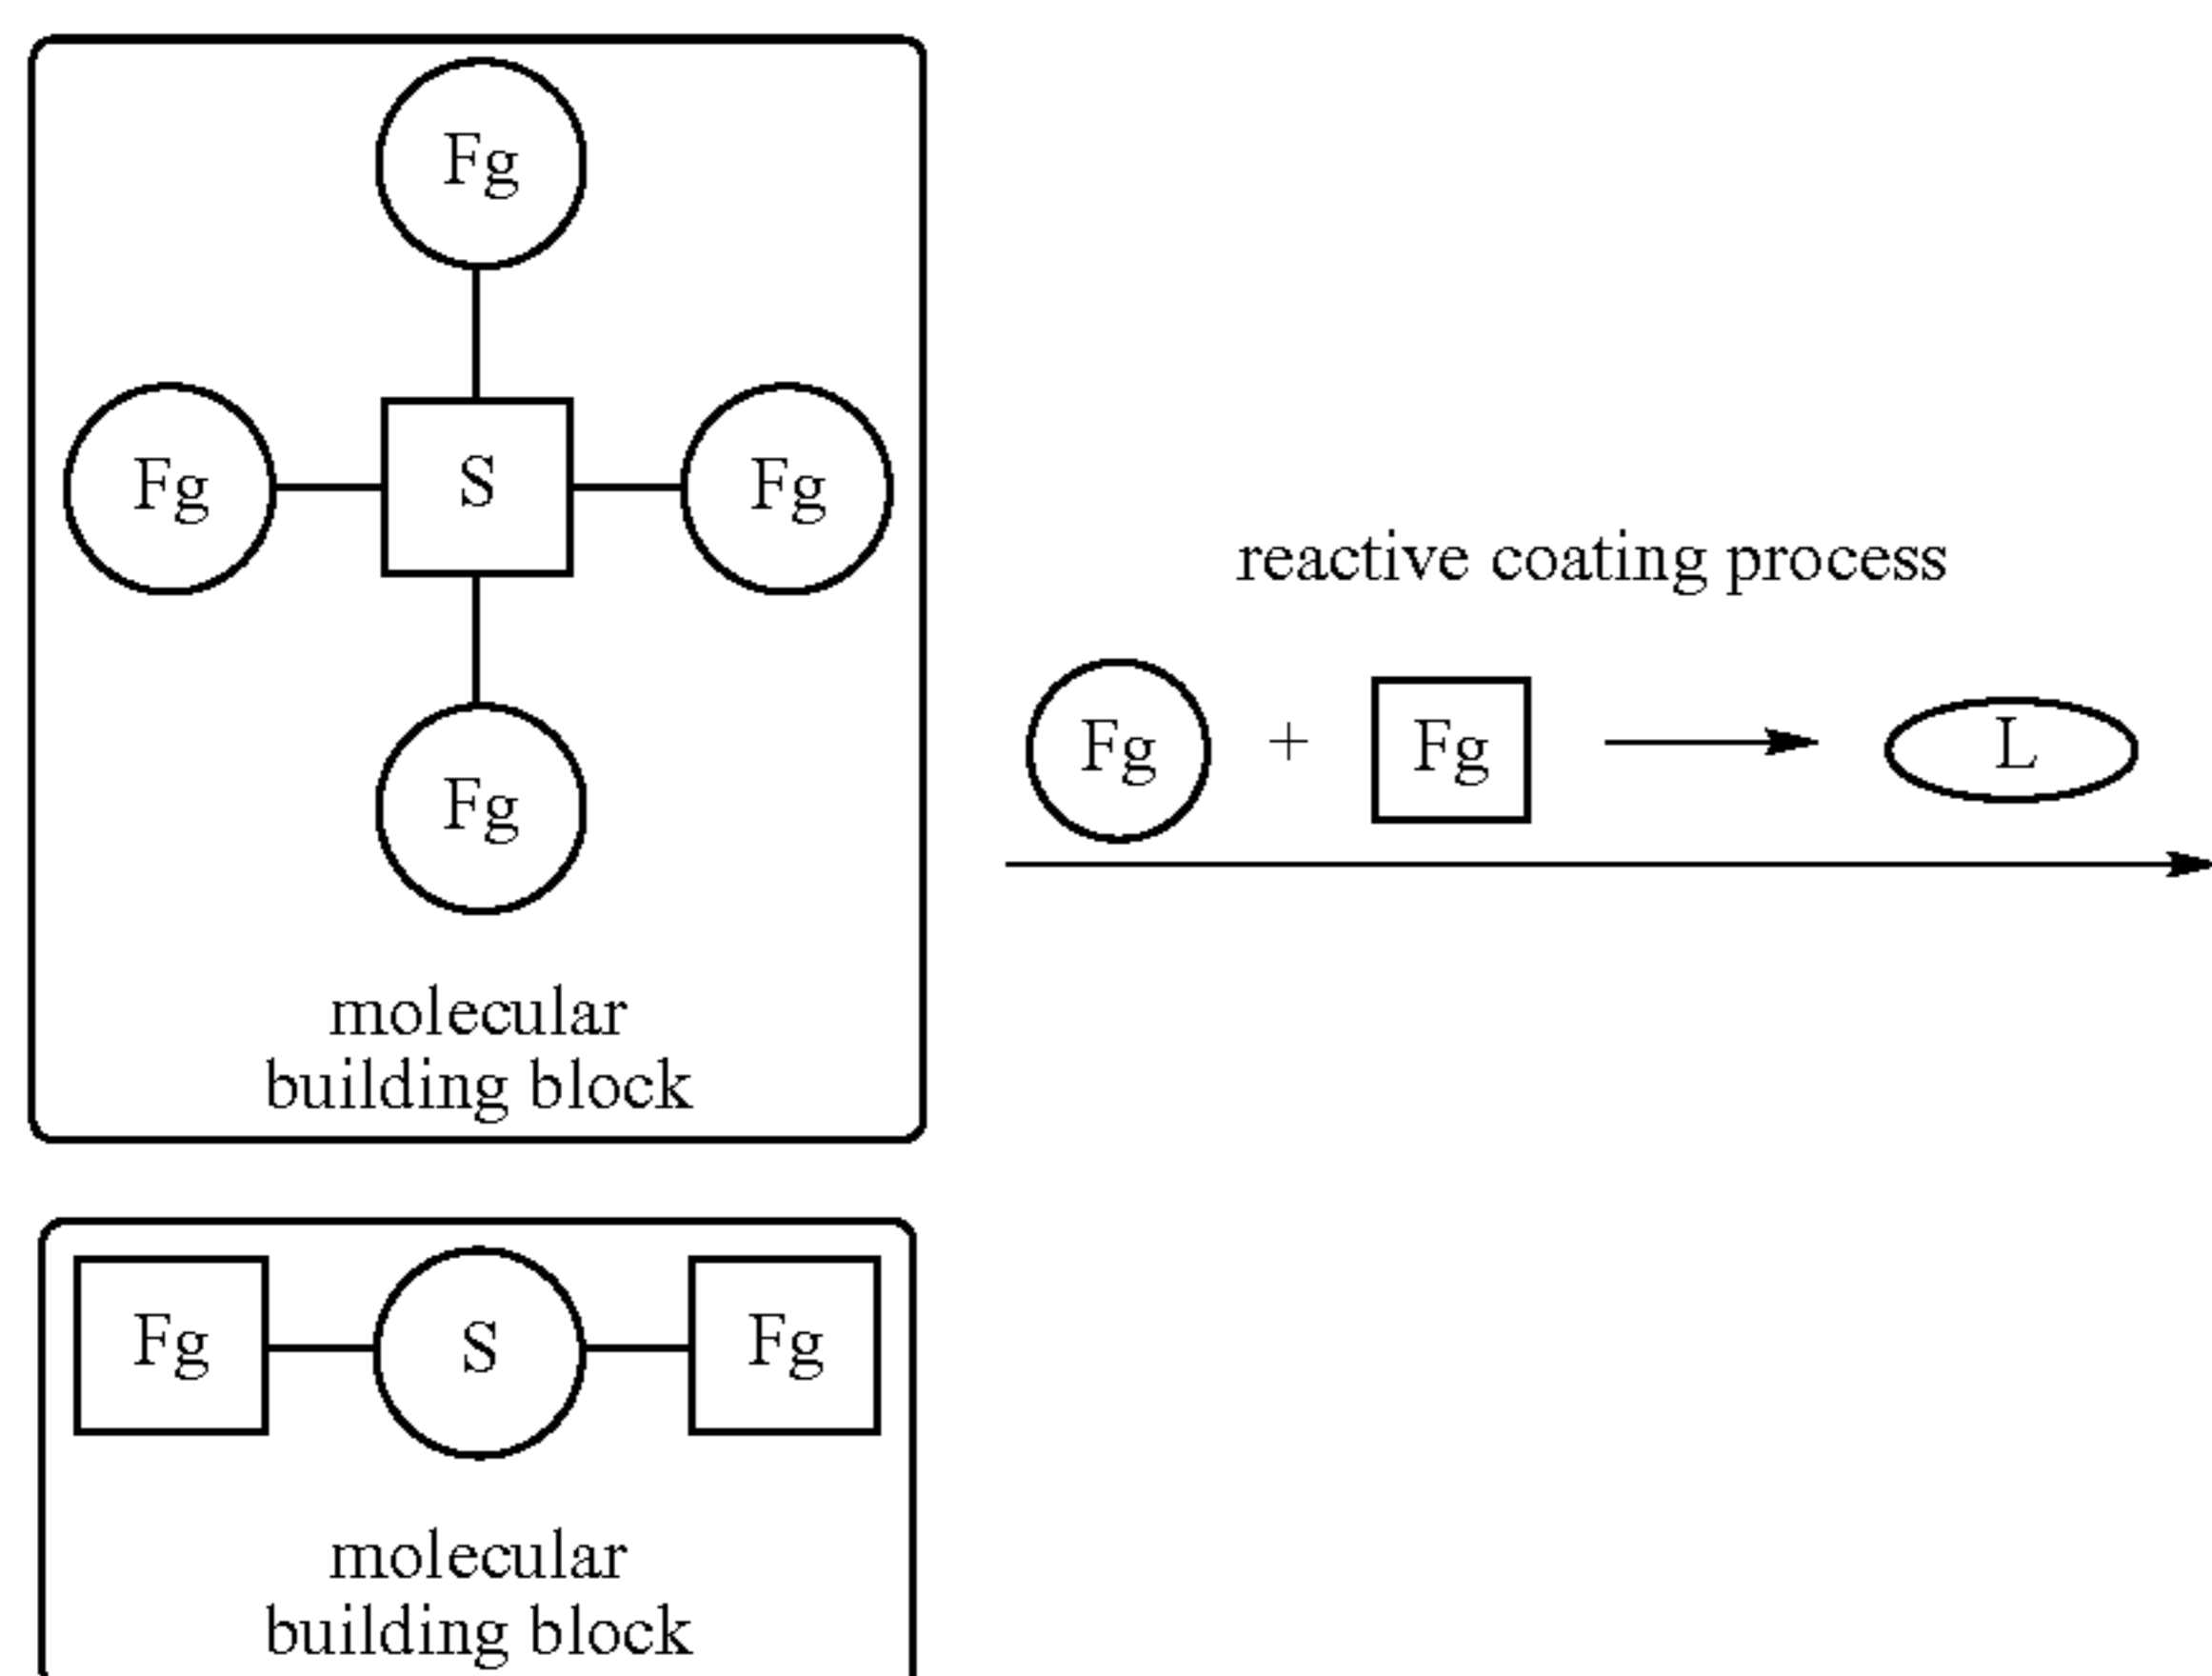 Fg
Fg S Fg
Fg
molecular
building block
reactive coating process
Fg + Fg L
Fg S Fg
molecular
building block